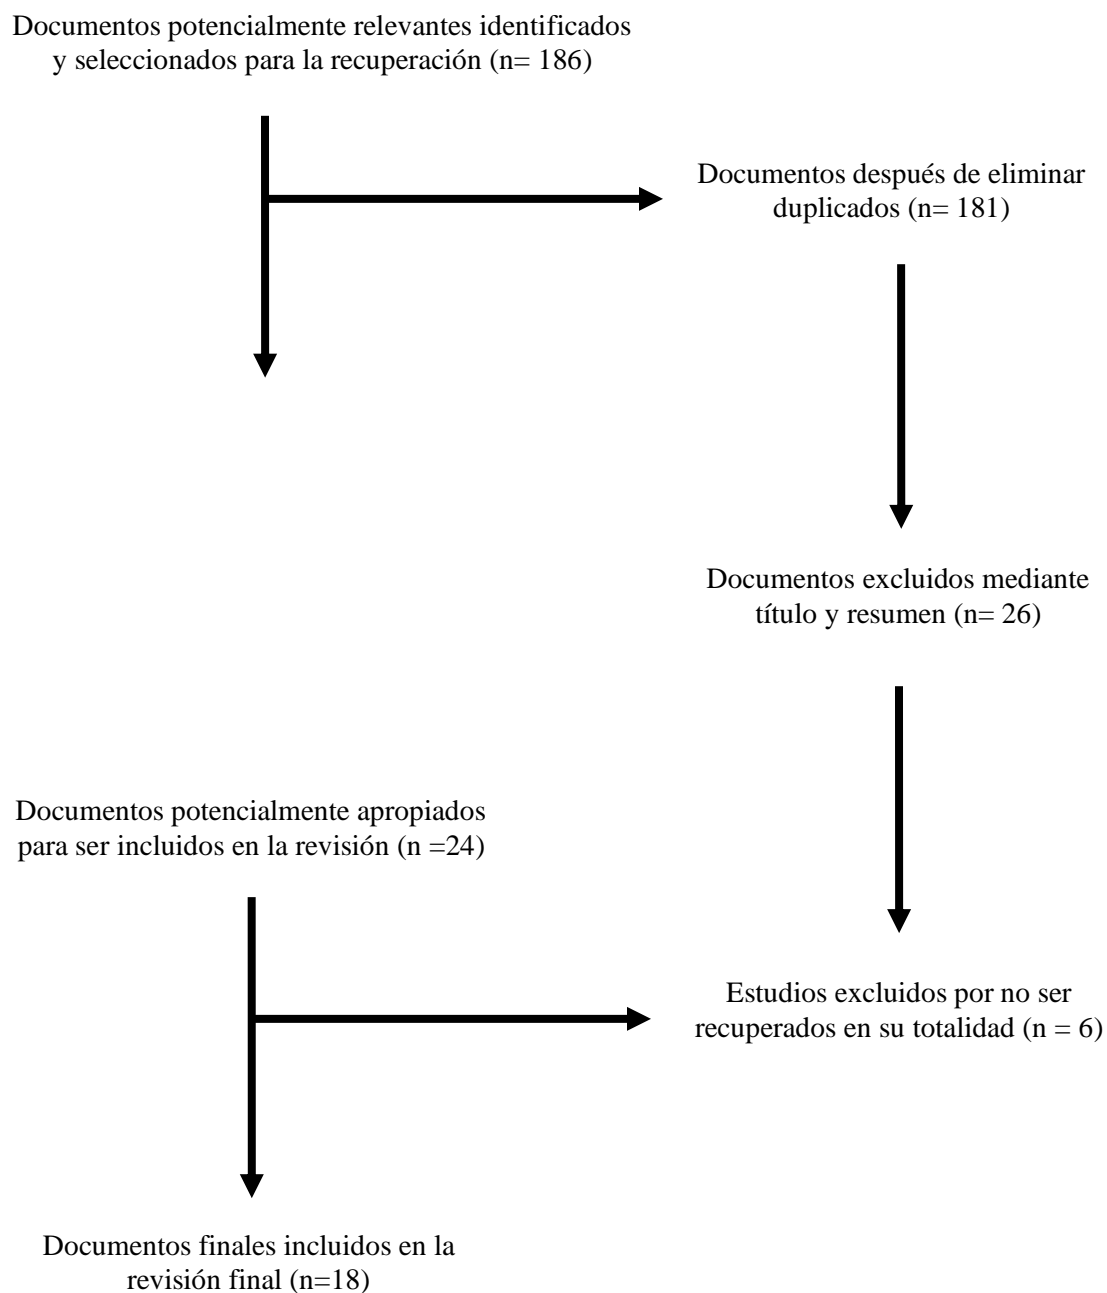 Documentos potencialmente relevantes identificados
y seleccionados para la recuperación (n= 186)
Documentos después de eliminar
duplicados (n= 181)
Documentos excluidos mediante
título y resumen (n= 26)
Documentos potencialmente apropiados
para ser incluidos en la revisión (n =24)
Estudios excluidos por no ser
recuperados en su totalidad (n = 6)
Documentos finales incluidos en la
revisión final (n=18)